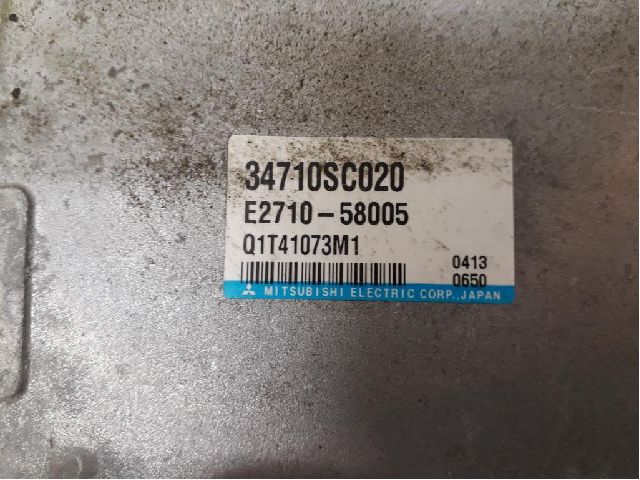 34710SC020
E2710-58005
Q1T41073M1
0413
0650
MITSUBISHI ELECTRIC CORP., JAPAN